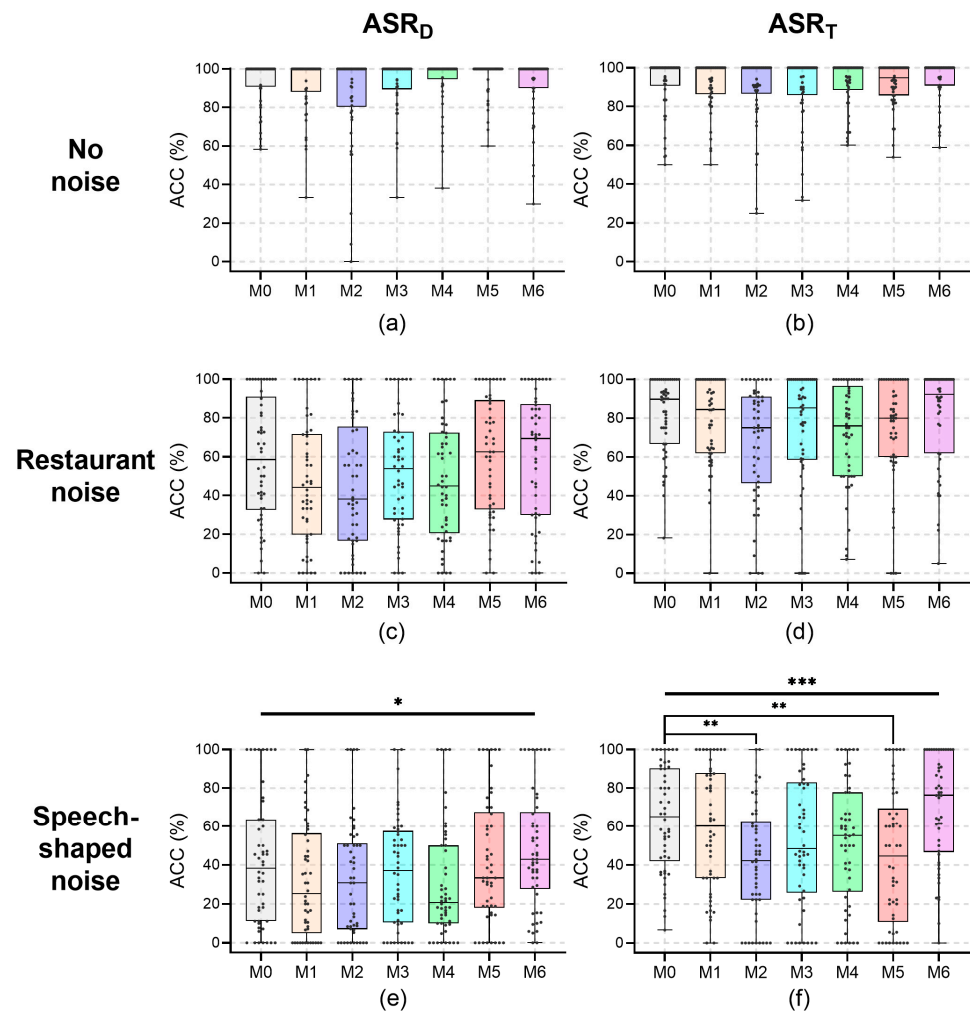 ASR_D ASR_T
No noise
ACC (%)
100
80
60
40
20
0
M0 M1 M2 M3 M4 M5 M6
(a)
ACC (%)
100
80
60
40
20
0
M0 M1 M2 M3 M4 M5 M6
(b)
Restaurant noise
ACC (%)
100
80
60
40
20
0
M0 M1 M2 M3 M4 M5 M6
(c)
ACC (%)
100
80
60
40
20
0
M0 M1 M2 M3 M4 M5 M6
(d)
Speech-
shaped
noise
*
ACC (%)
100
80
60
40
20
0
M0 M1 M2 M3 M4 M5 M6
(e)
***
**
**
ACC (%)
100
80
60
40
20
0
M0 M1 M2 M3 M4 M5 M6
(f)